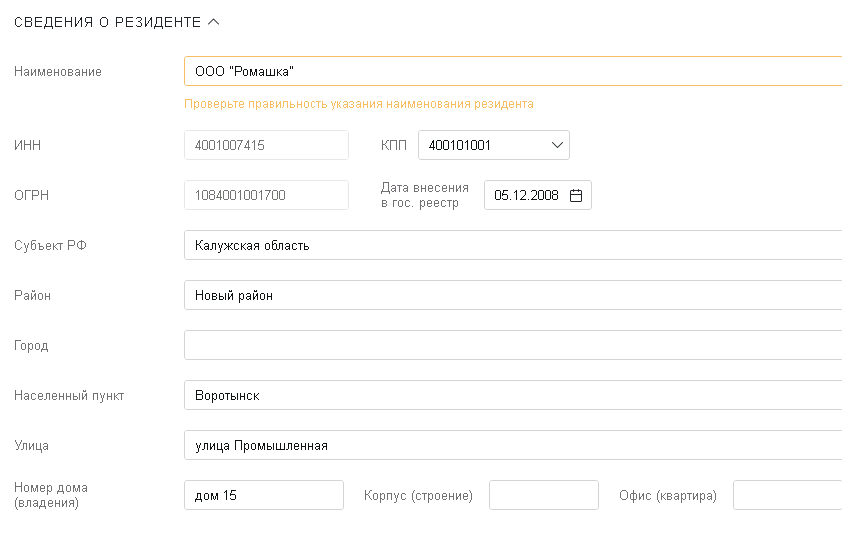 СВЕДЕНИЯ О РЕЗИДЕНТЕ
Наименование ООО "Ромашка"
Проверьте правильность указания наименования резидента
ИНН 4001007415 КПП 400101001
ОГРН 1084001001700 Дата внесения
в гос. реестр 05.12.2008
Субъект РФ Калужская область
Район Новый район
Город
Населенный пункт Воротынск
Улица улица Промышленная
Номер дома
(владения) дом 15 Корпус (строение) Офис (квартира)